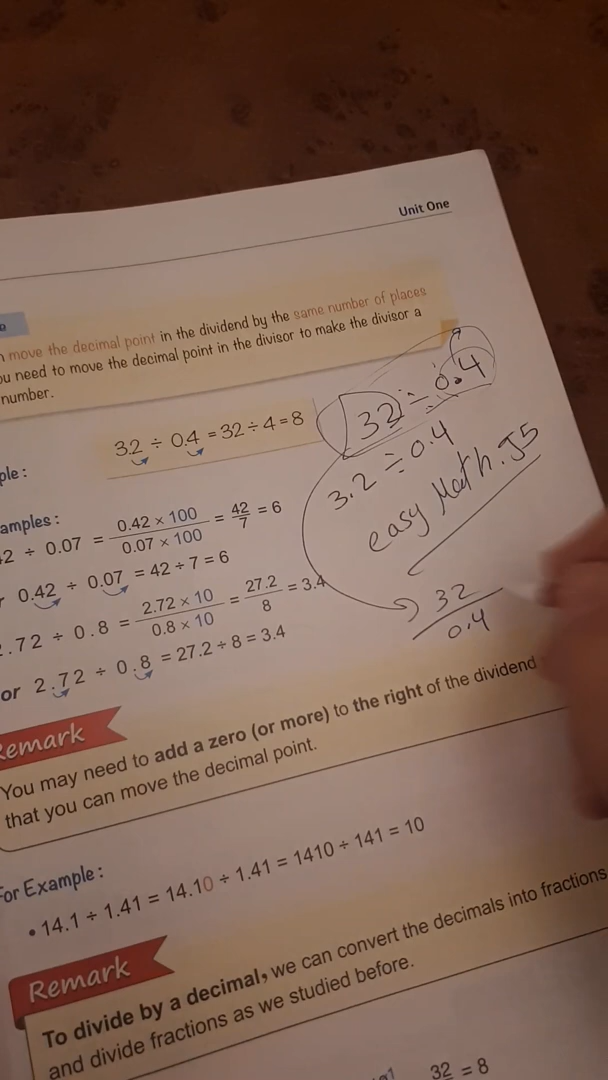 Unit One
move the decimal point in the dividend by the same number of places
you need to move the decimal point in the divisor to make the divisor a
number.
3.2 ÷ 0.4 = 32 ÷ 4 = 8
32 ÷ 0.4
3.2 ÷ 0.4
easy Math.J5
32
0.4
42 ÷ 0.07 = 0.42 × 100 / 0.07 × 100 = 42/7 = 6
0.42 ÷ 0.07 = 42 ÷ 7 = 6
2.72 ÷ 0.8 = 2.72 × 10 / 0.8 × 10 = 27.2 / 8 = 3.4
or 2.72 ÷ 0.8 = 27.2 ÷ 8 = 3.4
Remark
You may need to add a zero (or more) to the right of the dividend
that you can move the decimal point.
For Example:
• 14.1 ÷ 1.41 = 14.10 ÷ 1.41 = 1410 ÷ 141 = 10
Remark
To divide by a decimal, we can convert the decimals into fractions
and divide fractions as we studied before.
32 = 8